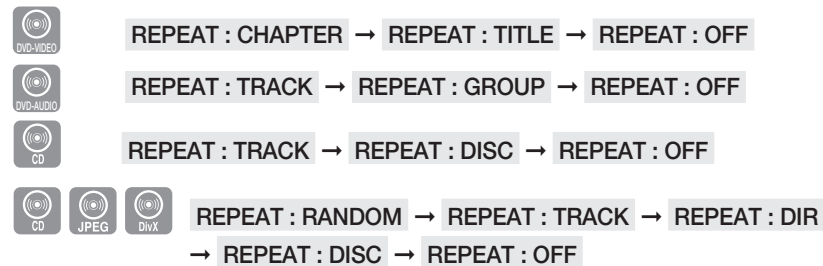 DVD-VIDEO REPEAT : CHAPTER → REPEAT : TITLE → REPEAT : OFF
DVD-AUDIO REPEAT : TRACK → REPEAT : GROUP → REPEAT : OFF
CD REPEAT : TRACK → REPEAT : DISC → REPEAT : OFF
CD JPEG DivX REPEAT : RANDOM → REPEAT : TRACK → REPEAT : DIR
→ REPEAT : DISC → REPEAT : OFF